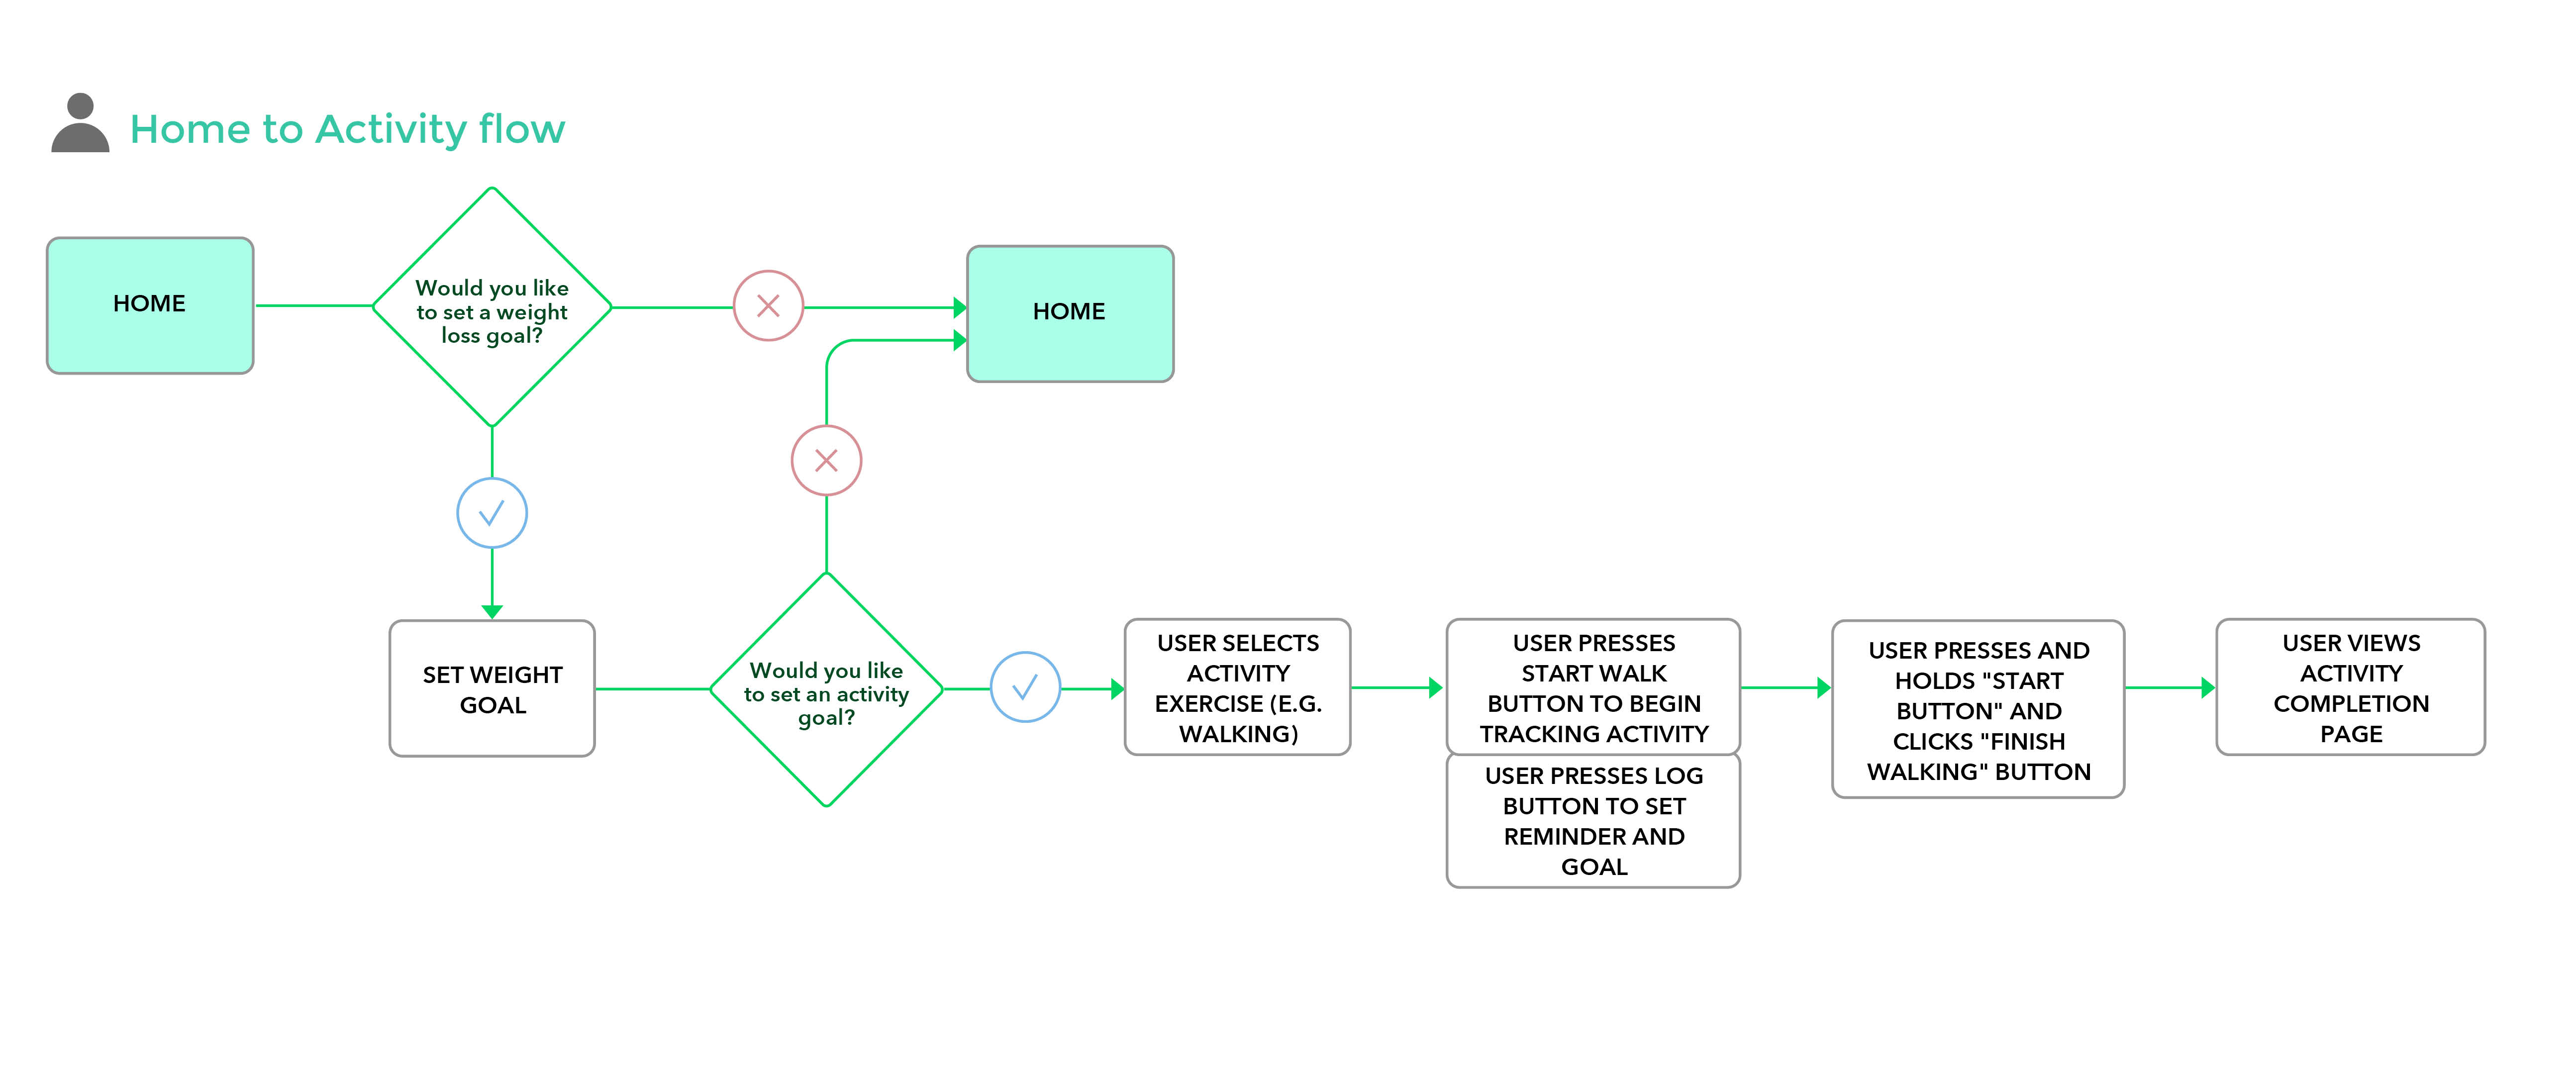 Home to Activity flow
HOME
Would you like
to set a weight
loss goal?
HOME
SET WEIGHT
GOAL
Would you like
to set an activity
goal?
USER SELECTS
ACTIVITY
EXERCISE (E.G.
WALKING)
USER PRESSES
START WALK
BUTTON TO BEGIN
TRACKING ACTIVITY
USER PRESSES LOG
BUTTON TO SET
REMINDER AND
GOAL
USER PRESSES AND
HOLDS "START
BUTTON" AND
CLICKS "FINISH
WALKING" BUTTON
USER VIEWS
ACTIVITY
COMPLETION
PAGE